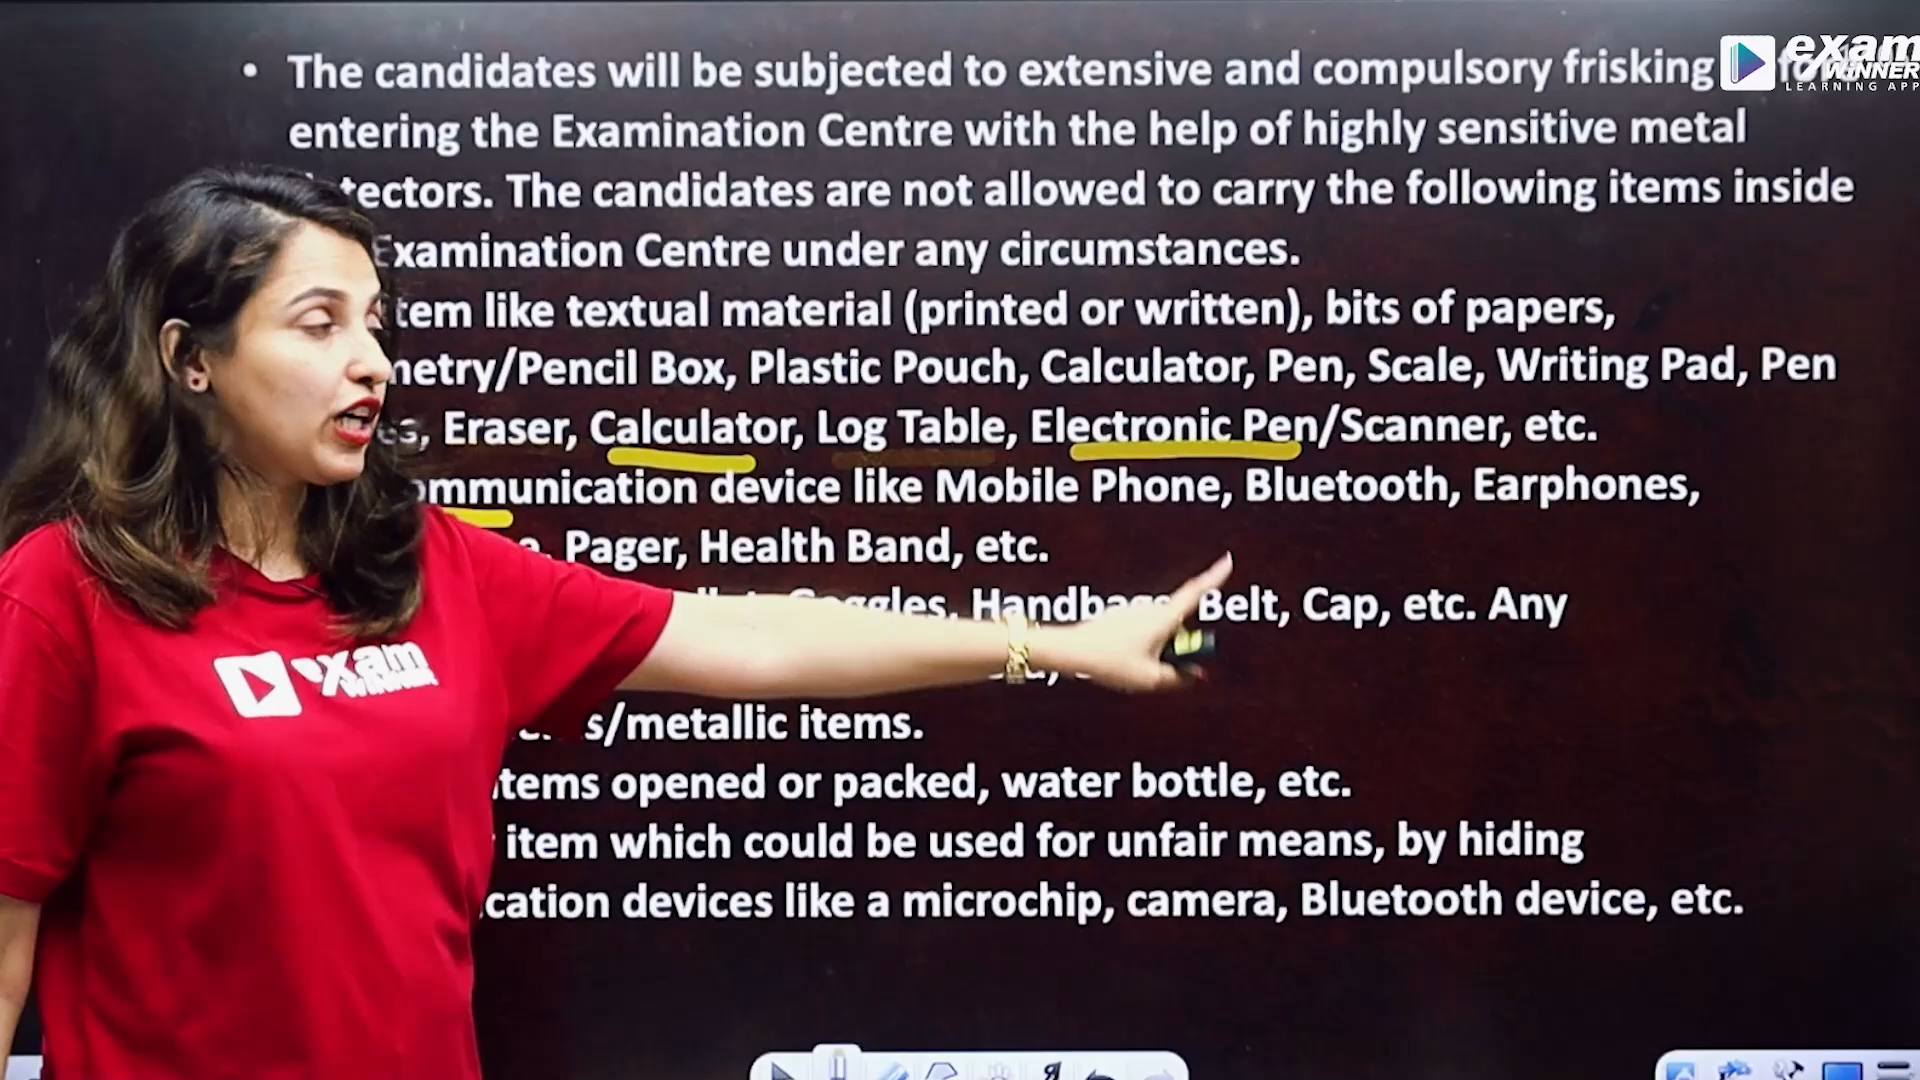 • The candidates will be subjected to extensive and compulsory frisking
exam
WINNER
LEARNING APP
entering the Examination Centre with the help of highly sensitive metal
tectors. The candidates are not allowed to carry the following items inside
Examination Centre under any circumstances.
tem like textual material (printed or written), bits of papers,
metry/Pencil Box, Plastic Pouch, Calculator, Pen, Scale, Writing Pad, Pen
s, Eraser, Calculator, Log Table, Electronic Pen/Scanner, etc.
ommunication device like Mobile Phone, Bluetooth, Earphones,
Pager, Health Band, etc.
Goggles, Handbags, Belt, Cap, etc. Any
s/metallic items.
items opened or packed, water bottle, etc.
item which could be used for unfair means, by hiding
cation devices like a microchip, camera, Bluetooth device, etc.
exam
WINNER